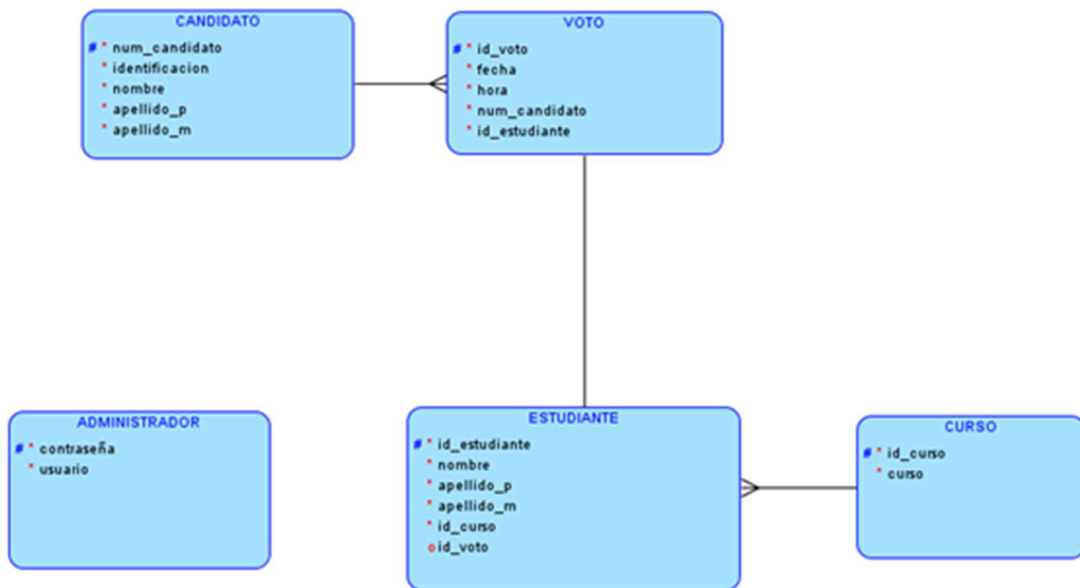 CANDIDATO
# * num_candidato
* identificacion
* nombre
* apellido_p
* apellido_m
VOTO
# * id_voto
* fecha
* hora
* num_candidato
* id_estudiante
ADMINISTRADOR
# * contraseña
* usuario
ESTUDIANTE
# * id_estudiante
* nombre
* apellido_p
* apellido_m
* id_curso
o id_voto
CURSO
# * id_curso
* curso